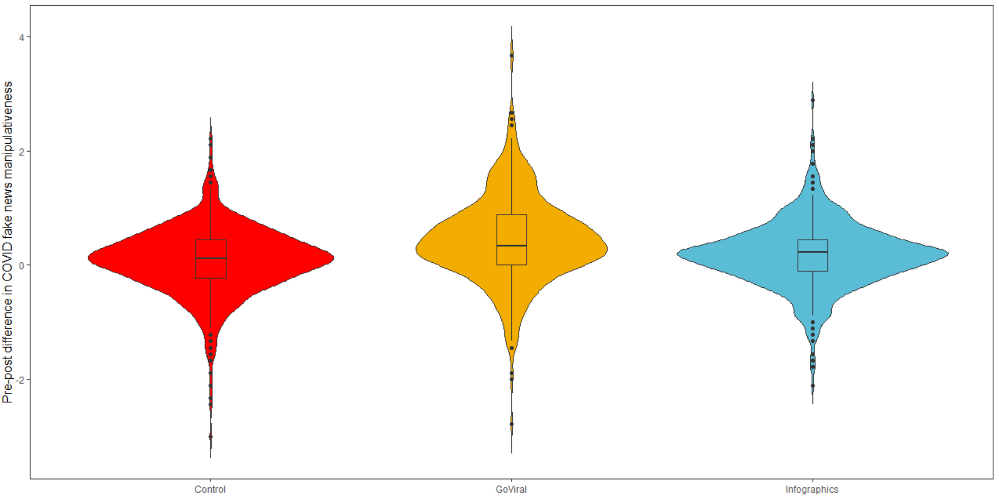 Pre-post difference in COVID fake news manipulativeness
4
2
0
-2
Control
GoViral
Infographics